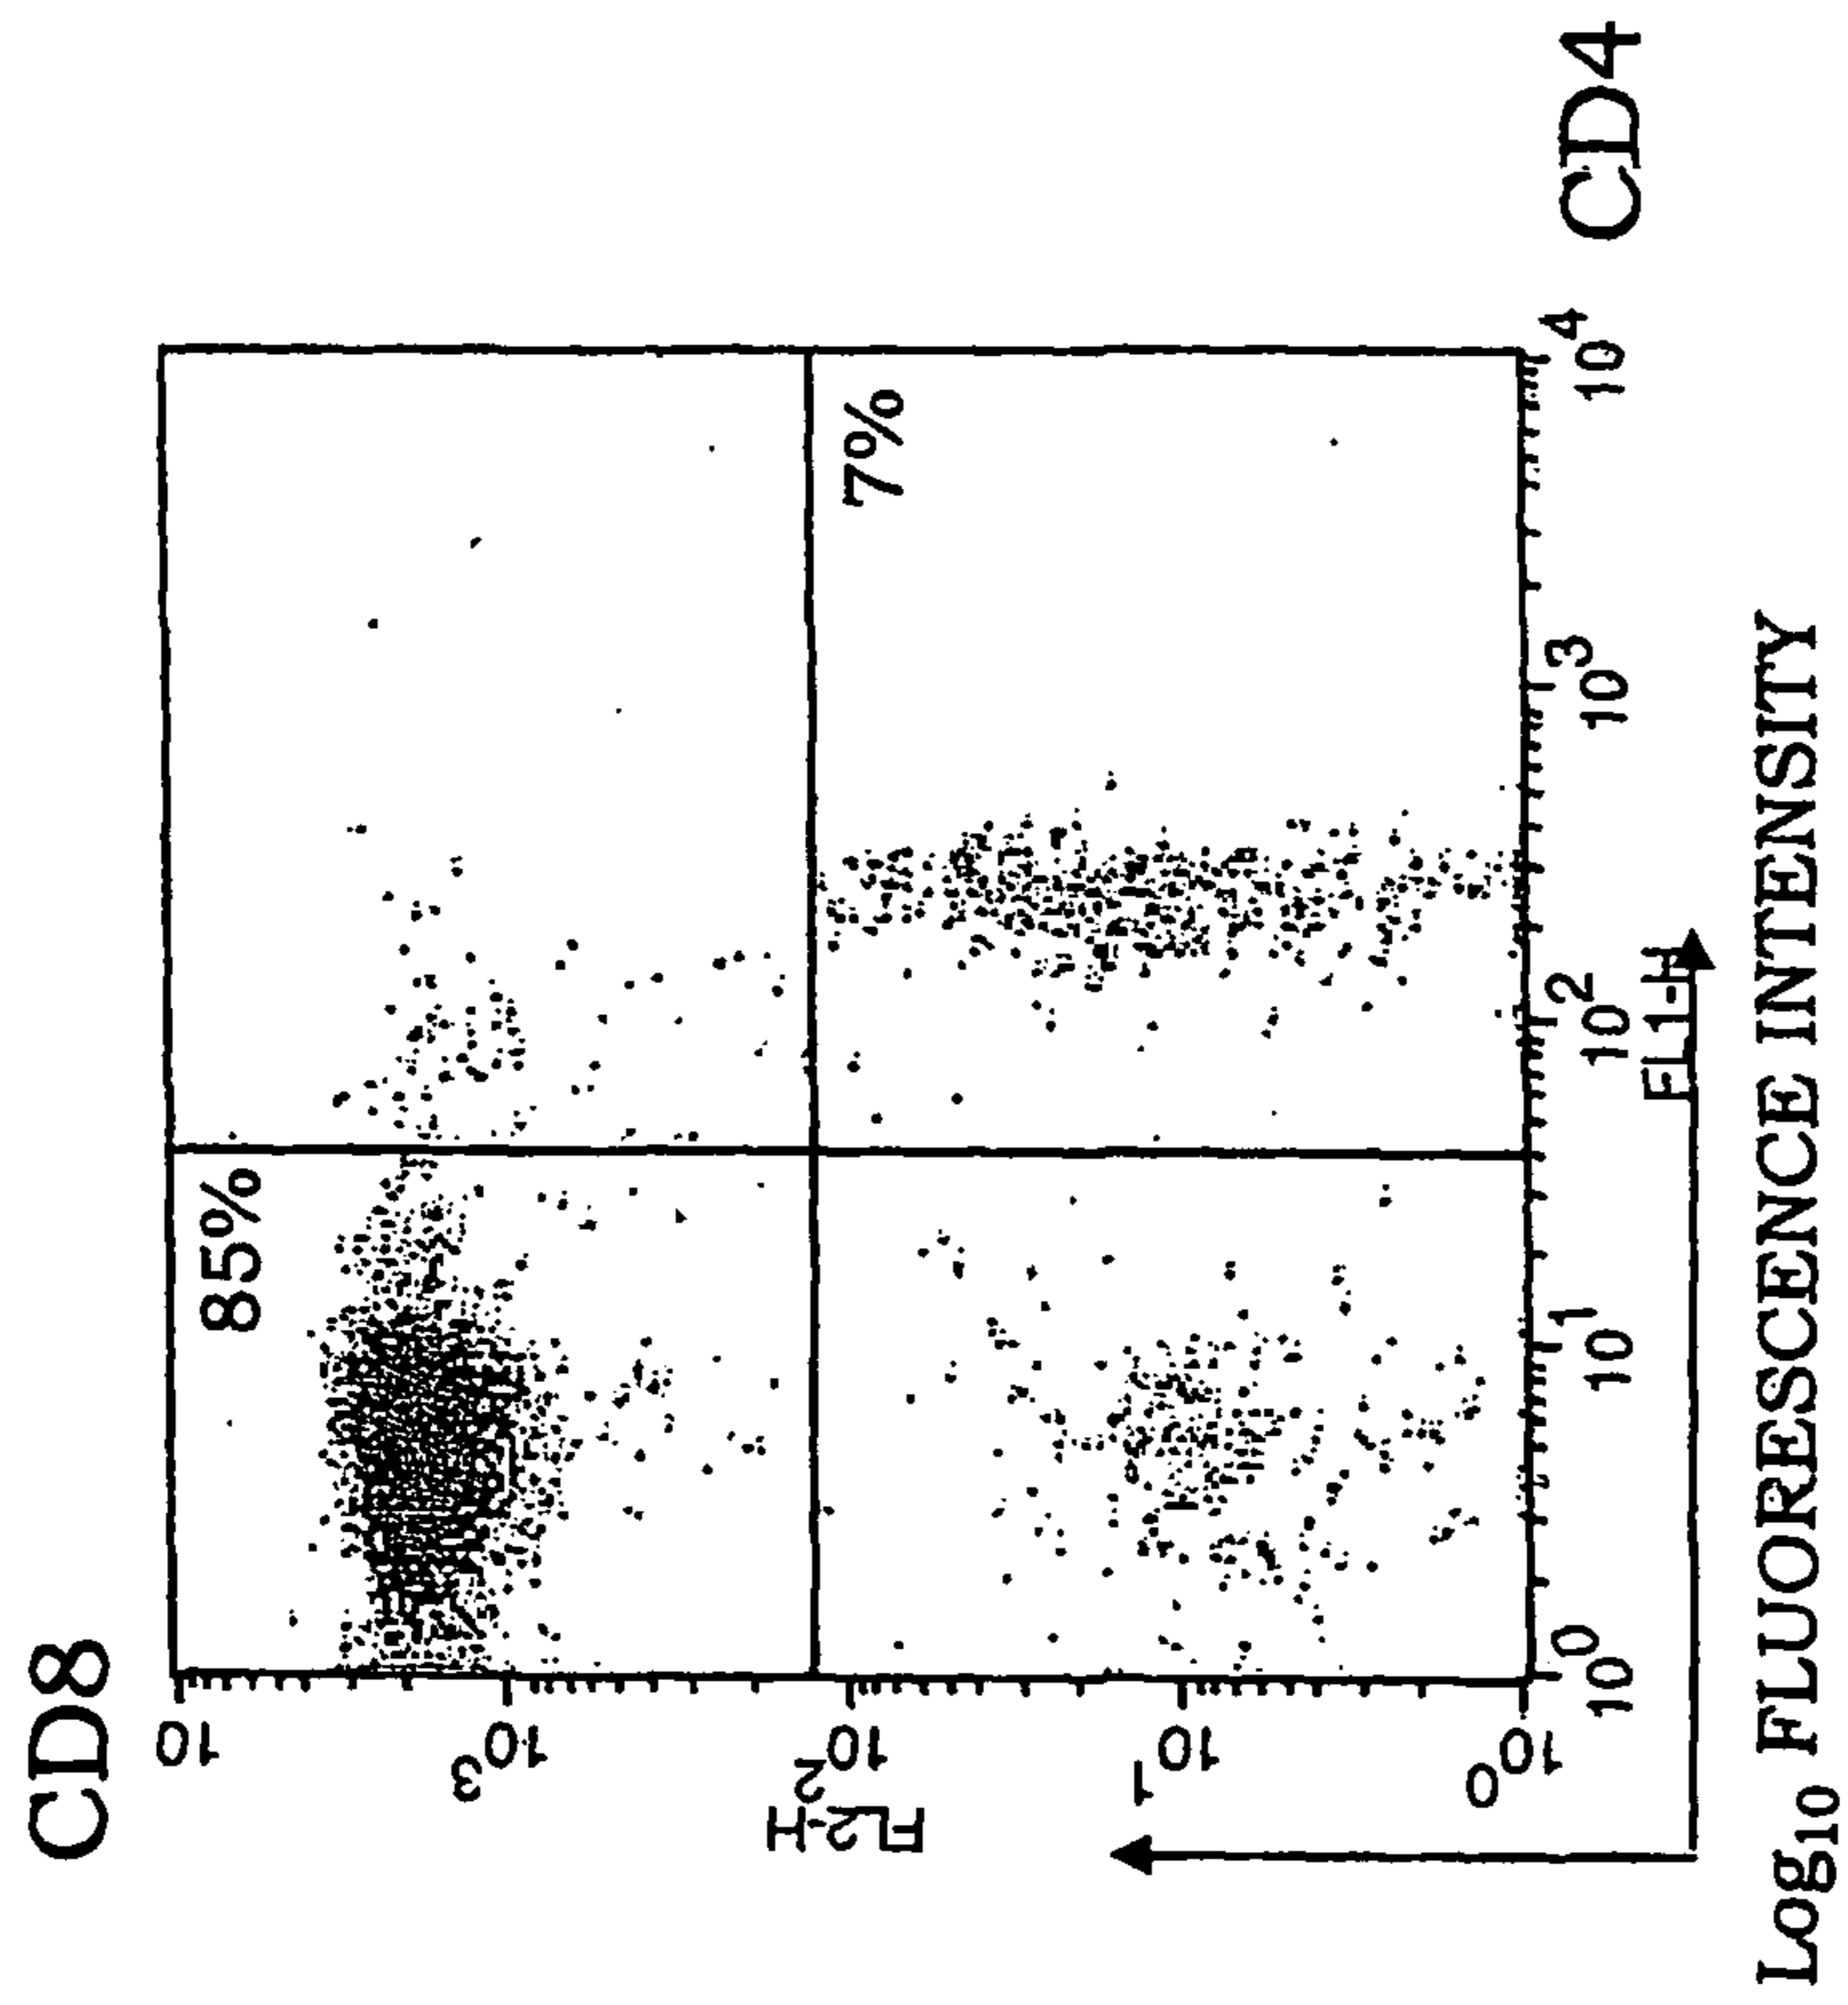 CD8
85%
7%
10
10³
10²
10¹
10⁰
FL2-H
10⁰
10¹
10²
10³
10⁴
FL1-H
CD4
Log₁₀ FLUORESCENCE INTENSITY